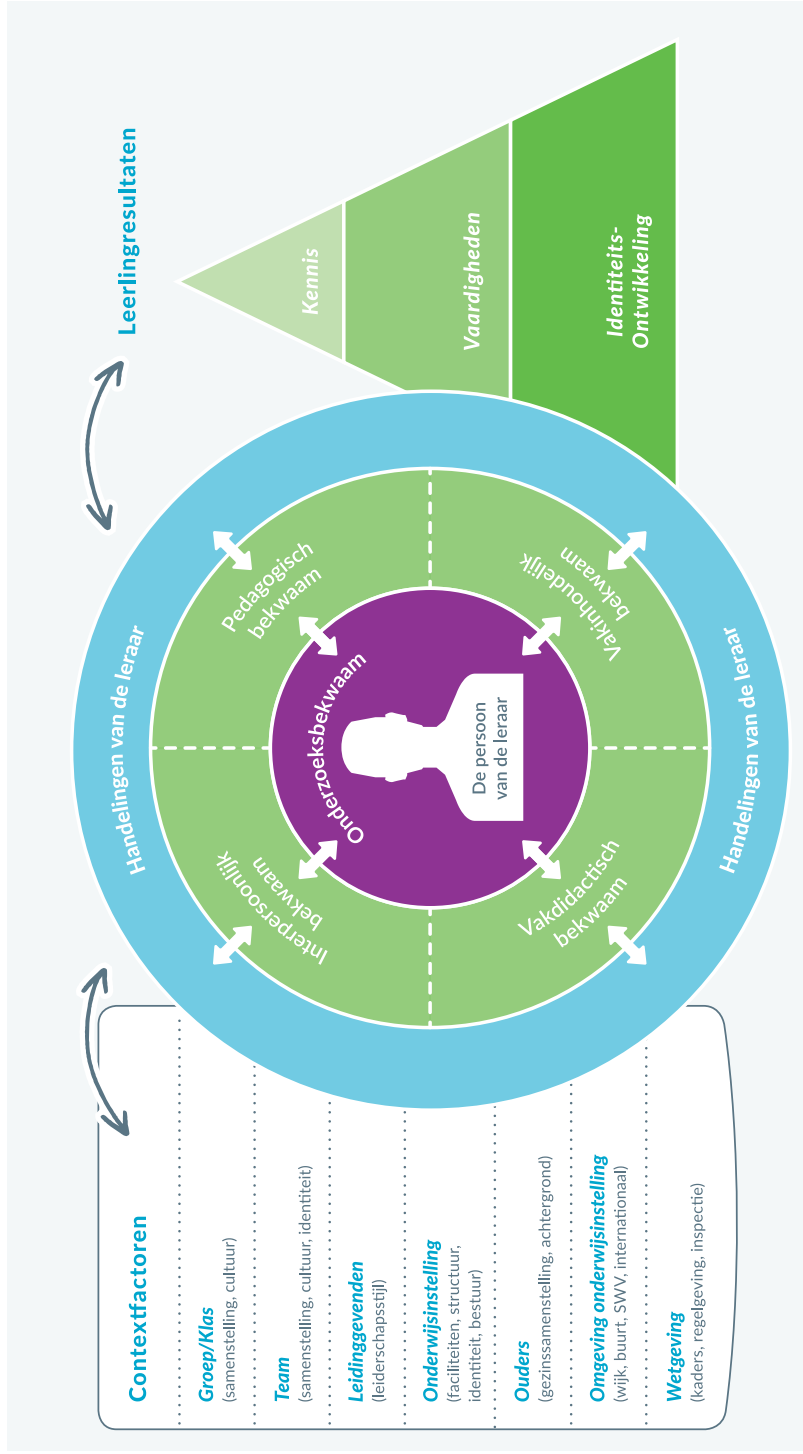 Contextfactoren
Groep/Klas
(samenstelling, cultuur)
Team
(samenstelling, cultuur, identiteit)
Leidinggevenden
(leiderschapsstijl)
Onderwijsinstelling
(faciliteiten, structuur,
identiteit, bestuur)
Ouders
(gezinssamenstelling, achtergrond)
Omgeving onderwijsinstelling
(wijk, buurt, SWV, internationaal)
Wetgeving
(kaders, regelgeving, inspectie)
Handelingen van de leraar
Interpersoonlijk
bekwaam
Pedagogisch
bekwaam
Onderzoeksbekwaam
De persoon
van de leraar
Vakdidactisch
bekwaam
Vakinhoudelijk
bekwaam
Handelingen van de leraar
Leerlingresultaten
Kennis
Vaardigheden
Identiteits-
Ontwikkeling